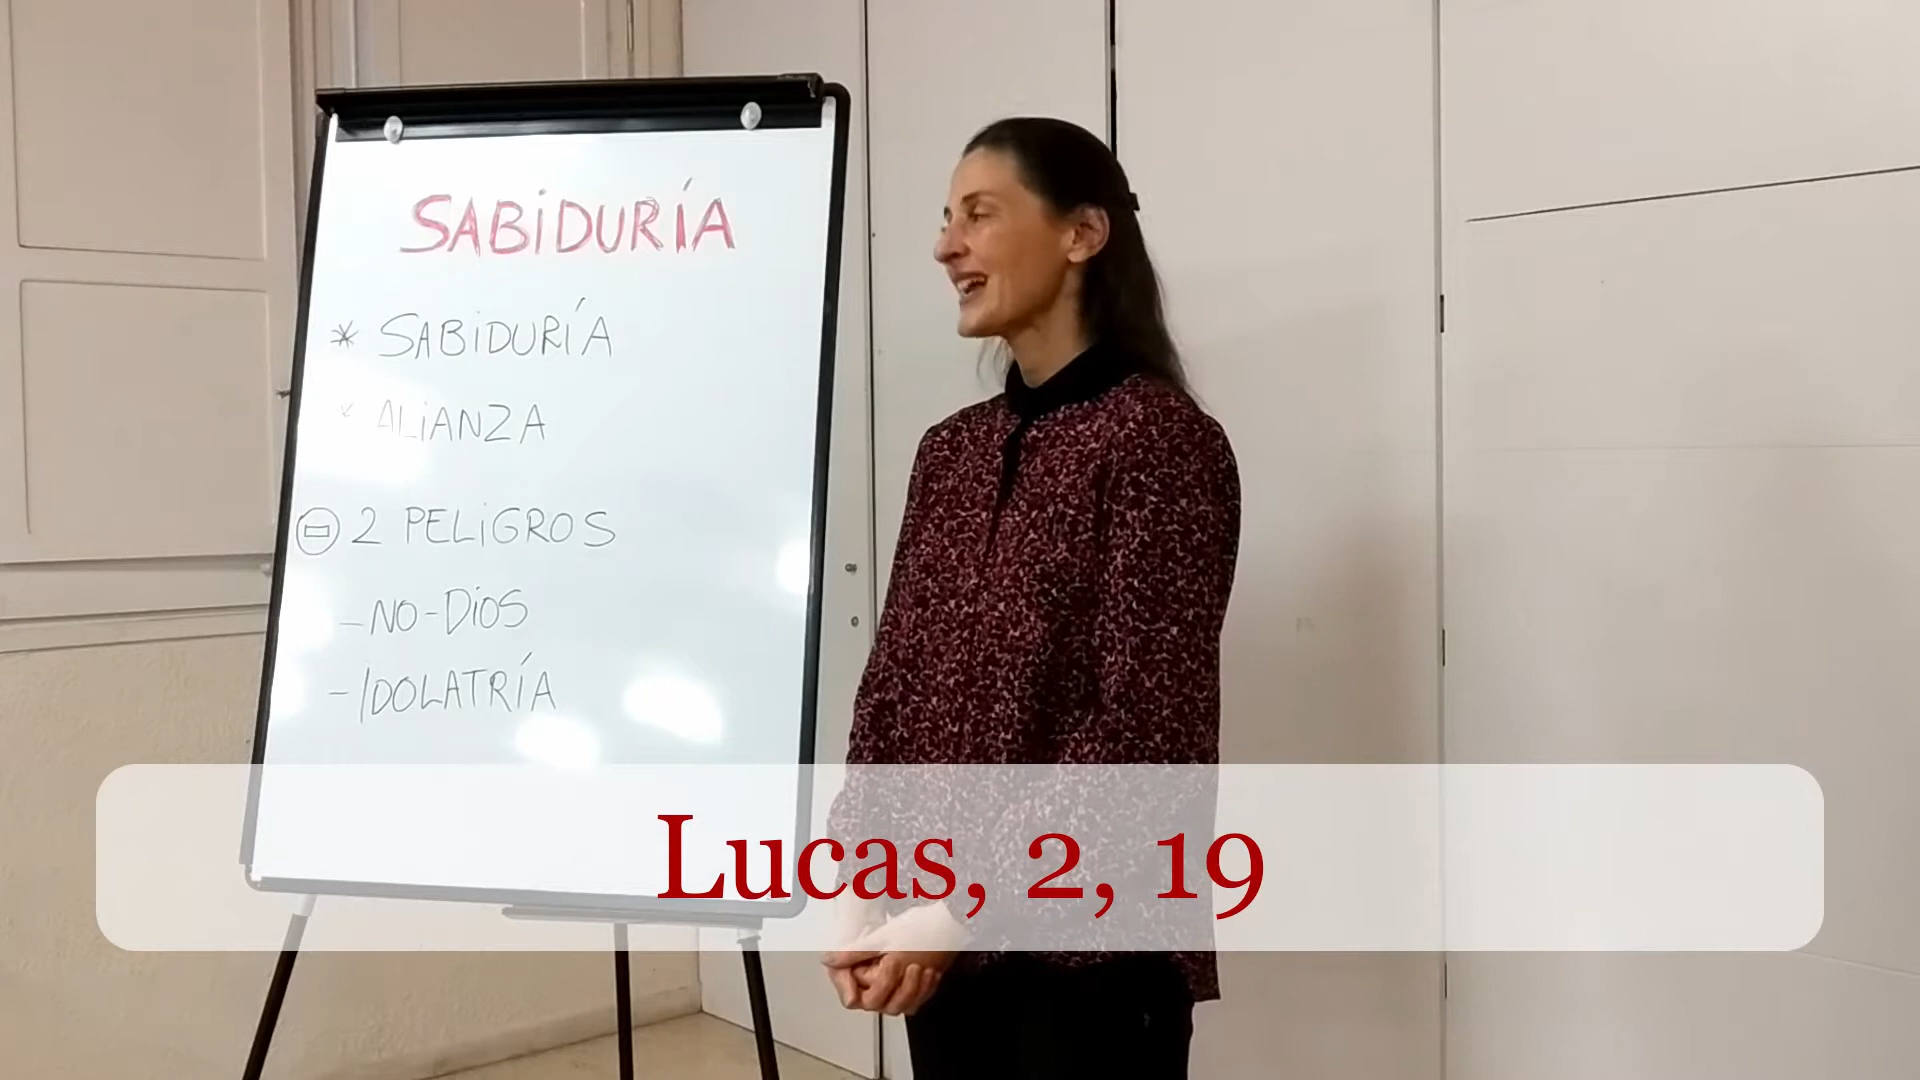 SABIDURÍA
* SABIDURÍA
* ALIANZA
⊖ 2 PELIGROS
- NO-DIOS
- IDOLATRÍA
Lucas, 2, 19